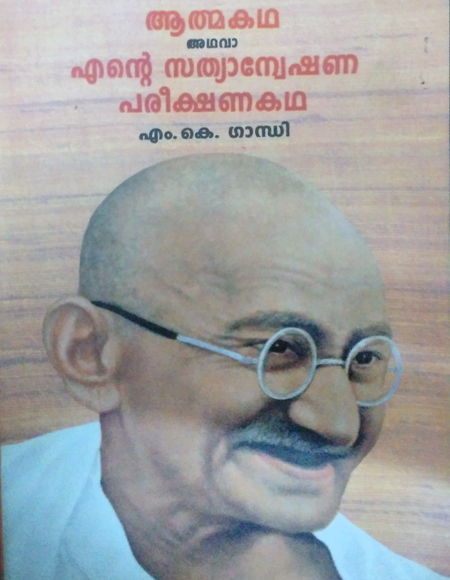 ആത്മകഥ
അഥവാ
എന്റെ സത്യാന്വേഷണ
പരീക്ഷണകഥ
എം. കെ. ഗാന്ധി